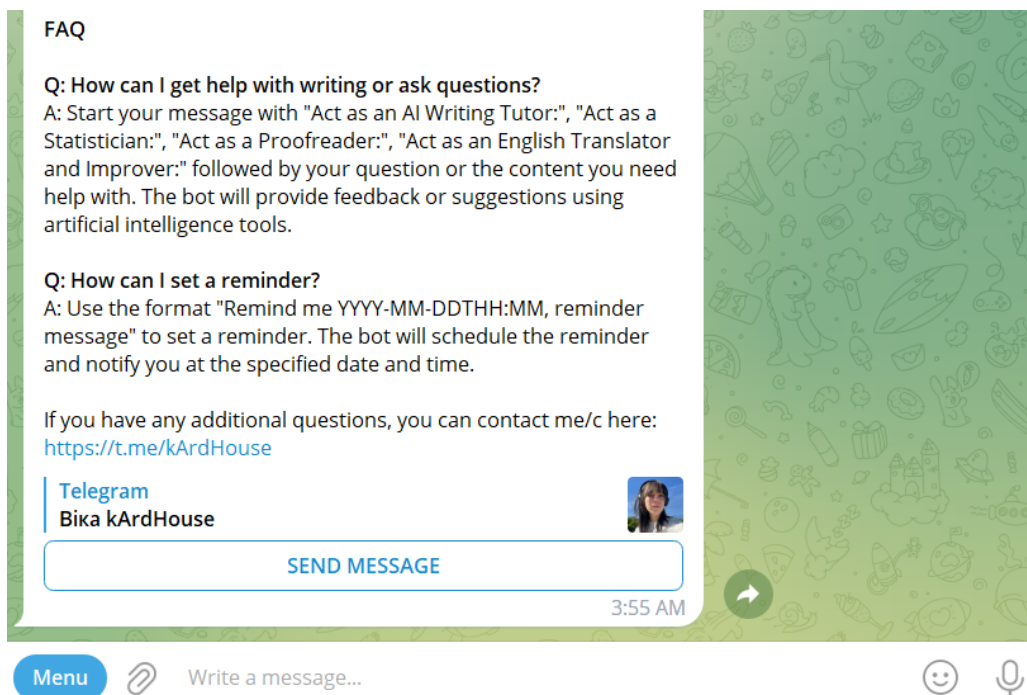 FAQ
Q: How can I get help with writing or ask questions?
A: Start your message with "Act as an AI Writing Tutor:", "Act as a
Statistician:", "Act as a Proofreader:", "Act as an English Translator
and Improver:" followed by your question or the content you need
help with. The bot will provide feedback or suggestions using
artificial intelligence tools.
Q: How can I set a reminder?
A: Use the format "Remind me YYYY-MM-DDTHH:MM, reminder
message" to set a reminder. The bot will schedule the reminder
and notify you at the specified date and time.
If you have any additional questions, you can contact me/c here:
https://t.me/kArdHouse
Telegram
Віка kArdHouse
SEND MESSAGE
3:55 AM
Menu
Write a message...